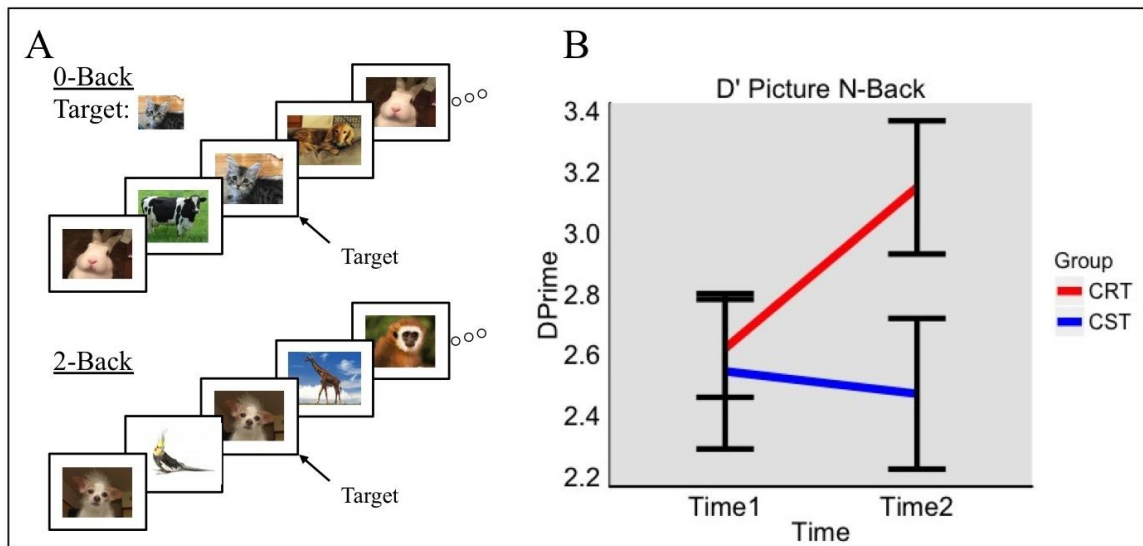 A
0-Back
Target:
Target
2-Back
Target
B
D' Picture N-Back
3.4
3.2
3.0
2.8
2.6
2.4
2.2
DPrime
Time1 Time2
Time
Group
CRT
CST